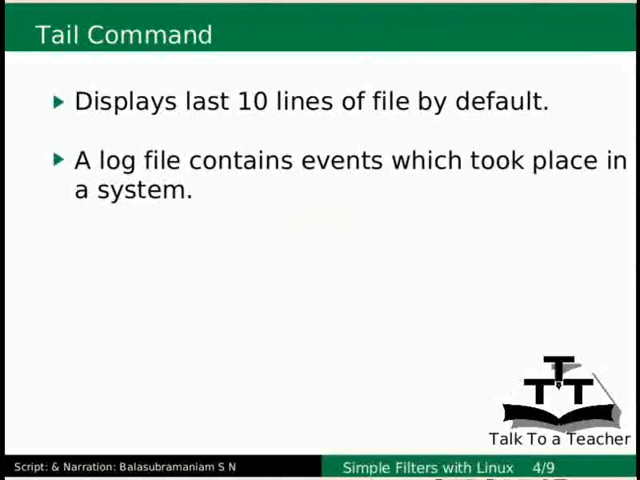 Tail Command
Displays last 10 lines of file by default.
A log file contains events which took place in
a system.
T
T T
Talk To a Teacher
Script: & Narration: Balasubramaniam S N
Simple Filters with Linux 4/9